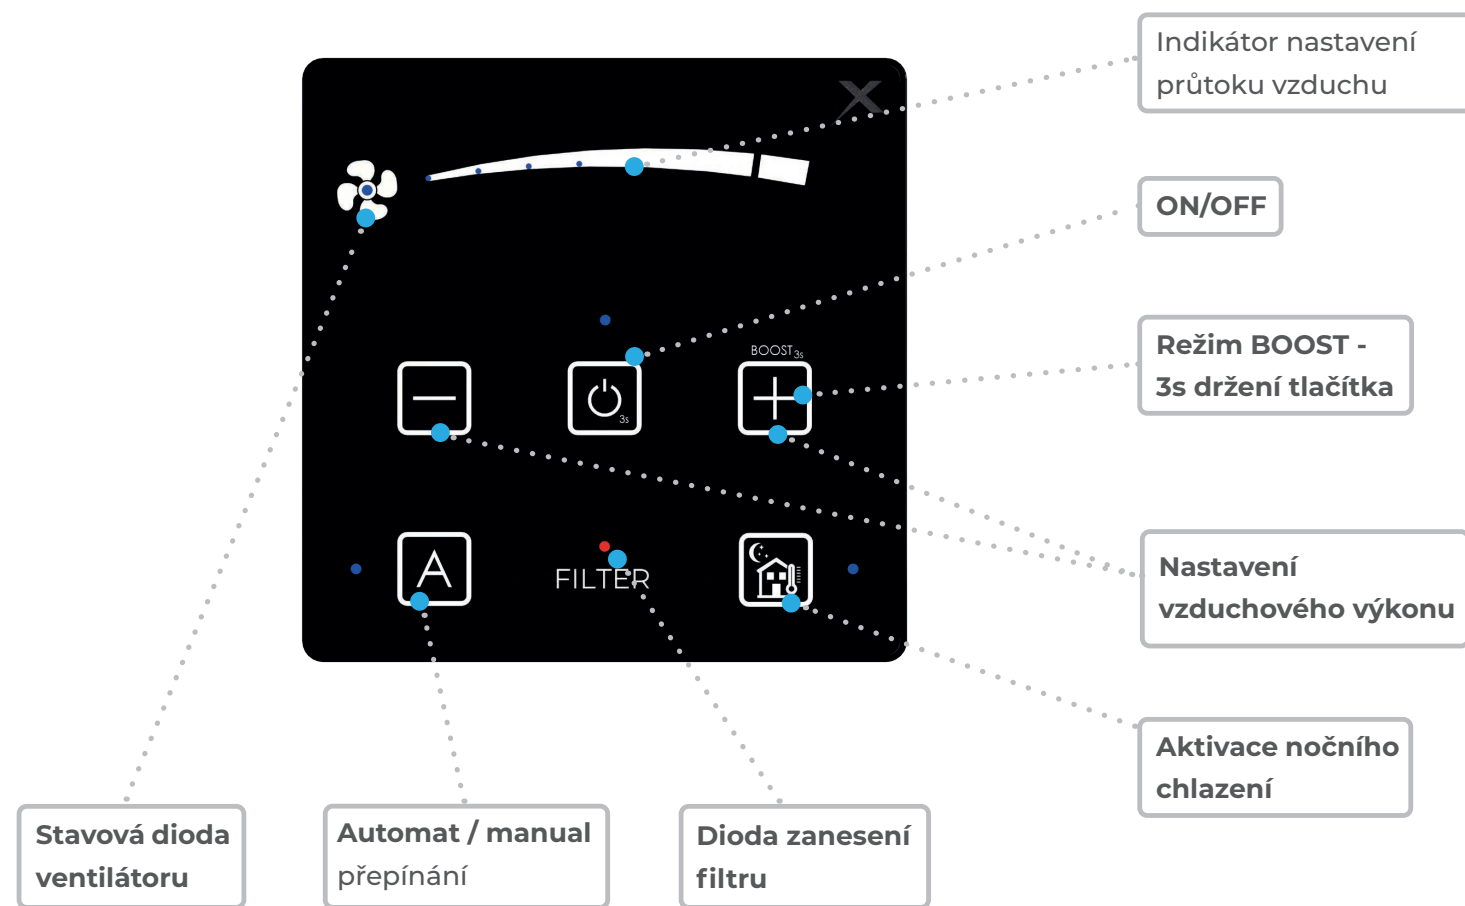 Indikátor nastavení
průtoku vzduchu
ON/OFF
BOOST 3s
Režim BOOST -
3s držení tlačítka
3s
Nastavení
vzduchového výkonu
A
FILTER
Aktivace nočního
chlazení
Stavová dioda
ventilátoru
Automat / manual
přepínání
Dioda zanesení
filtru